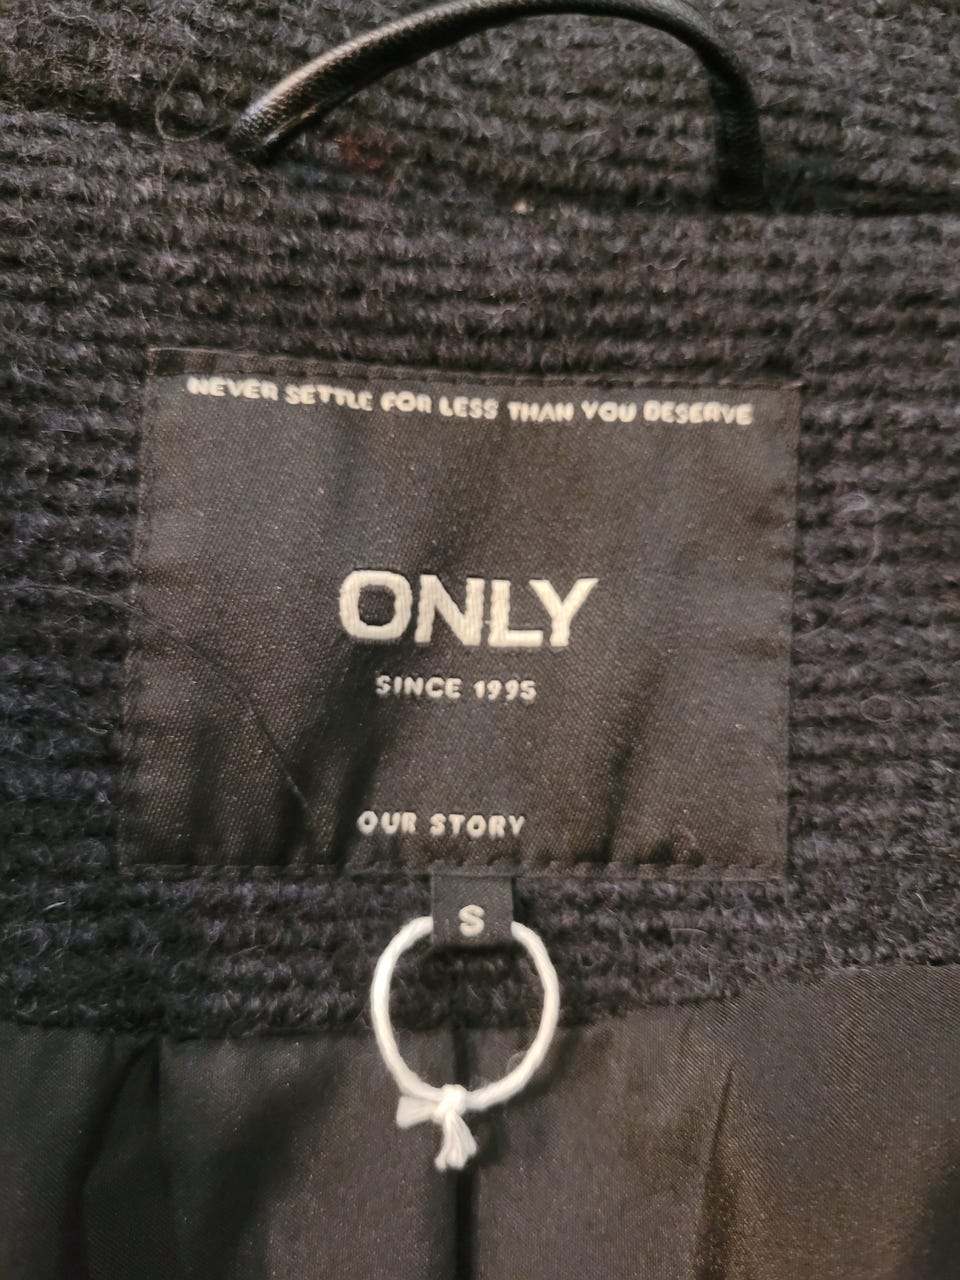 NEVER SETTLE FOR LESS THAN YOU DESERVE
ONLY
SINCE 1995
OUR STORY
S